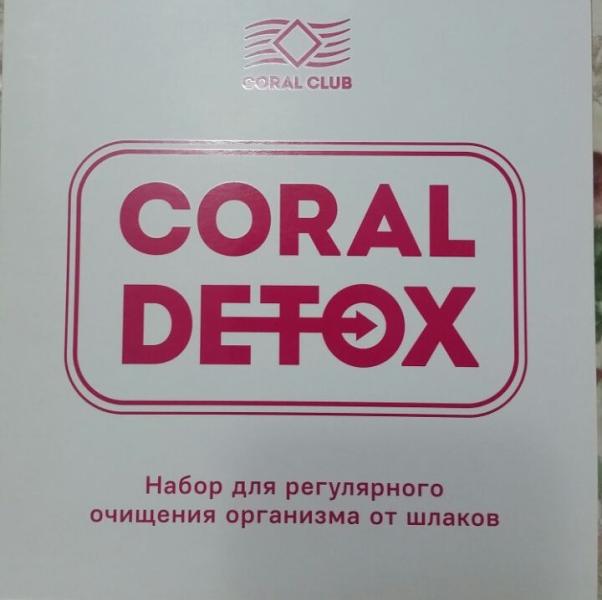 CORAL CLUB
CORAL
DETOX
Набор для регулярного
очищения организма от шлаков